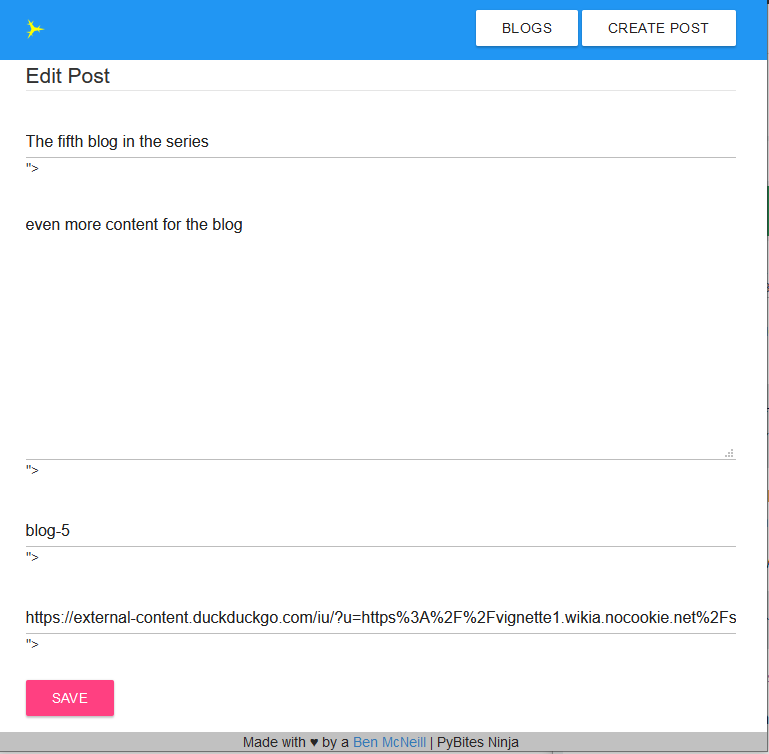 BLOGS CREATE POST
Edit Post
The fifth blog in the series
">
even more content for the blog
">
blog-5
">
https://external-content.duckduckgo.com/iu/?u=https%3A%2F%2Fvignette1.wikia.nocookie.net%2Fs
">
SAVE
Made with ♥ by a Ben McNeill | PyBites Ninja